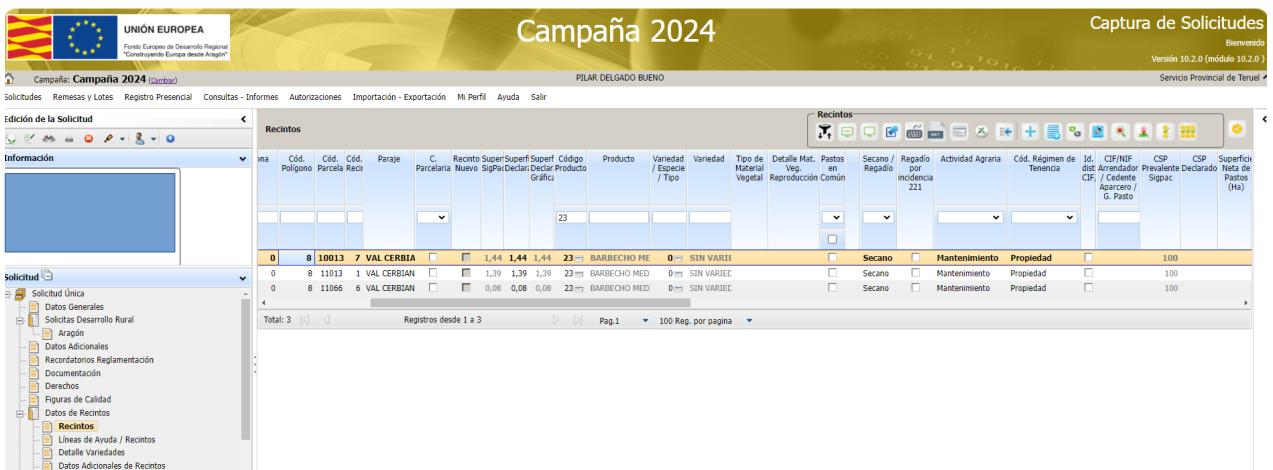 UNIÓN EUROPEA
Fondo Europeo de Desarrollo Regional
"Construyendo Europa desde Aragón"
Campaña 2024
Captura de Solicitudes
Bienvenido
Versión 10.2.0 (módulo 10.2.0 )
Campaña: Campaña 2024 (Cambiar)
PILAR DELGADO BUENO
Servicio Provincial de Teruel
Solicitudes Remesas y Lotes Registro Presencial Consultas - Informes Autorizaciones Importación - Exportación Mi Perfil Ayuda Salir
Edición de la Solicitud
Información
Solicitud
Solicitud Única
Datos Generales
Solicitas Desarrollo Rural
Aragón
Datos Adicionales
Recordatorios Reglamentación
Documentación
Derechos
Figuras de Calidad
Datos de Recintos
Recintos
Líneas de Ayuda / Recintos
Detalle Variedades
Datos Adicionales de Recintos
Recintos
Recintos
ona Cód. Cód. Cód. Paraje C. Recinto Superf Superfi Superf Código Producto Variedad Variedad Tipo de Detalle Mat. Pastos Secano / Regadío Actividad Agraria Cód. Régimen de Id. CIF/NIF CSP CSP Superficie
Polígono Parcela Reci Parcelaria Nuevo SigPac Declara Declar Producto / Especie Material Veg. en Regadío por Tenencia dist Arrendador Prevalente Declarado Neta de
Gráfica / Tipo Vegetal Reproducción Común incidencia CIF/ / Cedente Sigpac Pastos
221 Aparcero / (Ha)
G. Pasto
23
0 8 10013 7 VAL CERBIA 1,44 1,44 1,44 23 BARBECHO ME 0 SIN VARIE Secano Mantenimiento Propiedad 100
0 8 11013 1 VAL CERBIAN 1,39 1,39 1,39 23 BARBECHO MED: 0 SIN VARIED Secano Mantenimiento Propiedad 100
0 8 11066 6 VAL CERBIAN 0,08 0,08 0,08 23 BARBECHO MED: 0 SIN VARIED Secano Mantenimiento Propiedad 100
Total: 3 Registros desde 1 a 3 Pag.1 100 Reg. por pagina